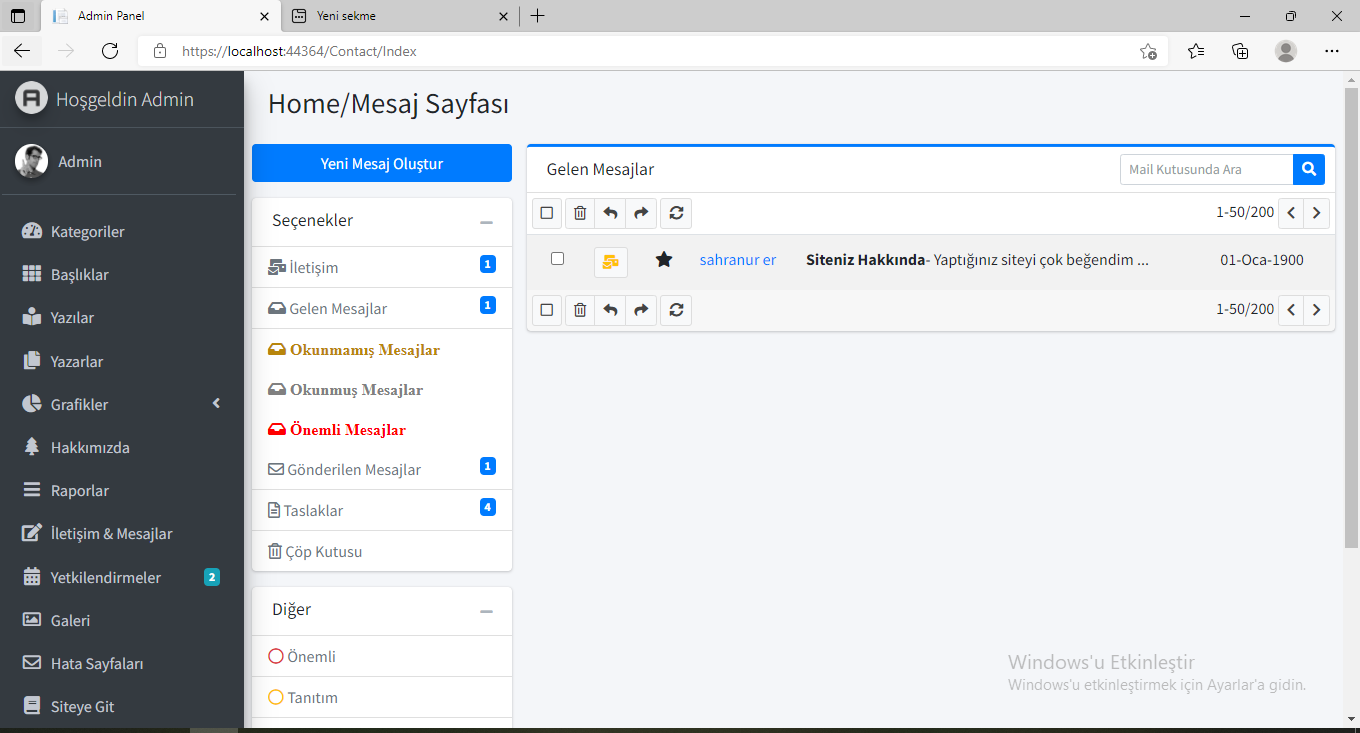 Admin Panel
Yeni sekme
https://localhost:44364/Contact/Index
Hoşgeldin Admin
Admin
Kategoriler
Başlıklar
Yazılar
Yazarlar
Grafikler
Hakkımızda
Raporlar
İletişim & Mesajlar
Yetkilendirmeler 2
Galeri
Hata Sayfaları
Siteye Git
Home/Mesaj Sayfası
Yeni Mesaj Oluştur
Seçenekler
İletişim 1
Gelen Mesajlar 1
Okunmamış Mesajlar
Okunmuş Mesajlar
Önemli Mesajlar
Gönderilen Mesajlar 1
Taslaklar 4
Çöp Kutusu
Diğer
Önemli
Tanıtım
Gelen Mesajlar
Mail Kutusunda Ara
1-50/200
sahranur er Siteniz Hakkında- Yaptığınız siteyi çok beğendim ... 01-Oca-1900
1-50/200
Windows'u Etkinleştir
Windows'u etkinleştirmek için Ayarlar'a gidin.